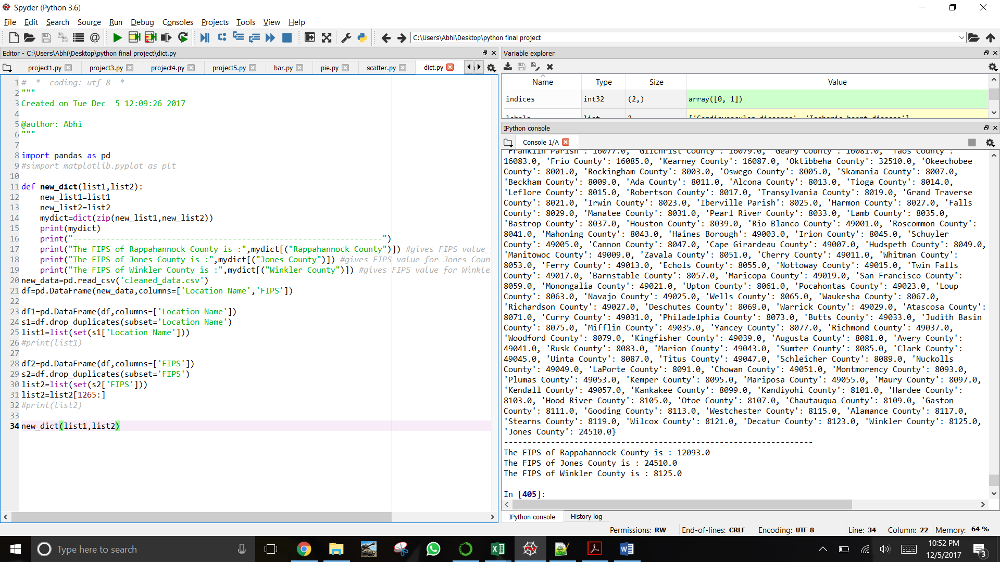 Spyder (Python 3.6)
File Edit Search Source Run Debug Consoles Projects Tools View Help
C:\Users\Abhi\Desktop\python final project
Editor - C:\Users\Abhi\Desktop\python final project\dict.py
project1.py project3.py project4.py project5.py bar.py pie.py scatter.py dict.py
1 # -*- coding: utf-8 -*-
2 """
3 Created on Tue Dec  5 12:09:26 2017
4
5 @author: Abhi
6 """
7
8 import pandas as pd
9 #simport matplotlib.pyplot as plt
10
11 def new_dict(list1,list2):
12     new_list1=list1
13     new_list2=list2
14     mydict=dict(zip(new_list1,new_list2))
15     print(mydict)
16     print("------------------------------------------------------------------")
17     print("The FIPS of Rappahannock County is :",mydict[("Rappahannock County")]) #gives FIPS value
18     print("The FIPS of Jones County is :",mydict[("Jones County")]) #gives FIPS value for Jones Coun
19     print("The FIPS of Winkler County is :",mydict[("Winkler County")]) #gives FIPS value for Winkle
20 new_data=pd.read_csv('cleaned_data.csv')
21 df=pd.DataFrame(new_data,columns=['Location Name','FIPS'])
22
23 df1=pd.DataFrame(df,columns=['Location Name'])
24 s1=df.drop_duplicates(subset='Location Name')
25 list1=list(set(s1['Location Name']))
26 #print(list1)
27
28 df2=pd.DataFrame(df,columns=['FIPS'])
29 s2=df.drop_duplicates(subset='FIPS')
30 list2=list(set(s2['FIPS']))
31 list2=list2[1265:]
32 #print(list2)
33
34 new_dict(list1,list2)
Variable explorer
Name Type Size Value
indices int32 (2,) array([0, 1])
labels list 2 ['Cardiovascular diseases', 'Ischemic heart disease']
IPython console
Console 1/A
'Franklin Parish': 16077.0, 'Gilchrist County': 16079.0, 'Geary County': 16081.0, 'Taos County':
16083.0, 'Frio County': 16085.0, 'Kearney County': 16087.0, 'Oktibbeha County': 32510.0, 'Okeechobee
County': 8001.0, 'Rockingham County': 8003.0, 'Oswego County': 8005.0, 'Skamania County': 8007.0,
'Beckham County': 8009.0, 'Ada County': 8011.0, 'Alcona County': 8013.0, 'Tioga County': 8014.0,
'Leflore County': 8015.0, 'Robertson County': 8017.0, 'Transylvania County': 8019.0, 'Grand Traverse
County': 8021.0, 'Irwin County': 8023.0, 'Iberville Parish': 8025.0, 'Harmon County': 8027.0, 'Falls
County': 8029.0, 'Manatee County': 8031.0, 'Pearl River County': 8033.0, 'Lamb County': 8035.0,
'Bastrop County': 8037.0, 'Houston County': 8039.0, 'Rio Blanco County': 49001.0, 'Roscommon County':
8041.0, 'Mahoning County': 8043.0, 'Haines Borough': 49003.0, 'Irion County': 8045.0, 'Schuyler
County': 49005.0, 'Cannon County': 8047.0, 'Cape Girardeau County': 49007.0, 'Hudspeth County': 8049.0,
'Manitowoc County': 49009.0, 'Zavala County': 8051.0, 'Cherry County': 49011.0, 'Whitman County':
8053.0, 'Ferry County': 49013.0, 'Echols County': 8055.0, 'Nottoway County': 49015.0, 'Twin Falls
County': 49017.0, 'Barnstable County': 8057.0, 'Maricopa County': 49019.0, 'San Francisco County':
8059.0, 'Monongalia County': 49021.0, 'Upton County': 8061.0, 'Pocahontas County': 49023.0, 'Loup
County': 8063.0, 'Navajo County': 49025.0, 'Wells County': 8065.0, 'Waukesha County': 8067.0,
'Richardson County': 49027.0, 'Deschutes County': 8069.0, 'Warrick County': 49029.0, 'Atascosa County':
8071.0, 'Curry County': 49031.0, 'Philadelphia County': 8073.0, 'Butts County': 49033.0, 'Judith Basin
County': 8075.0, 'Mifflin County': 49035.0, 'Yancey County': 8077.0, 'Richmond County': 49037.0,
'Woodford County': 8079.0, 'Kingfisher County': 49039.0, 'Augusta County': 8081.0, 'Avery County':
49041.0, 'Rusk County': 8083.0, 'Marion County': 49043.0, 'Sumter County': 8085.0, 'Clark County':
49045.0, 'Uinta County': 8087.0, 'Titus County': 49047.0, 'Schleicher County': 8089.0, 'Nuckolls
County': 49049.0, 'LaPorte County': 8091.0, 'Chowan County': 49051.0, 'Montmorency County': 8093.0,
'Plumas County': 49053.0, 'Kemper County': 8095.0, 'Mariposa County': 49055.0, 'Maury County': 8097.0,
'Kendall County': 49057.0, 'Kankakee County': 8099.0, 'Kandiyohi County': 8101.0, 'Hardee County':
8103.0, 'Hood River County': 8105.0, 'Otoe County': 8107.0, 'Chautauqua County': 8109.0, 'Gaston
County': 8111.0, 'Gooding County': 8113.0, 'Westchester County': 8115.0, 'Alamance County': 8117.0,
'Stearns County': 8119.0, 'Wilcox County': 8121.0, 'Decatur County': 8123.0, 'Winkler County': 8125.0,
'Jones County': 24510.0}
------------------------------------------------------------------
The FIPS of Rappahannock County is : 12093.0
The FIPS of Jones County is : 24510.0
The FIPS of Winkler County is : 8125.0
In [405]:
IPython console History log
Permissions: RW End-of-lines: CRLF Encoding: UTF-8 Line: 34 Column: 22 Memory: 64 %
Type here to search
10:52 PM
12/5/2017
3